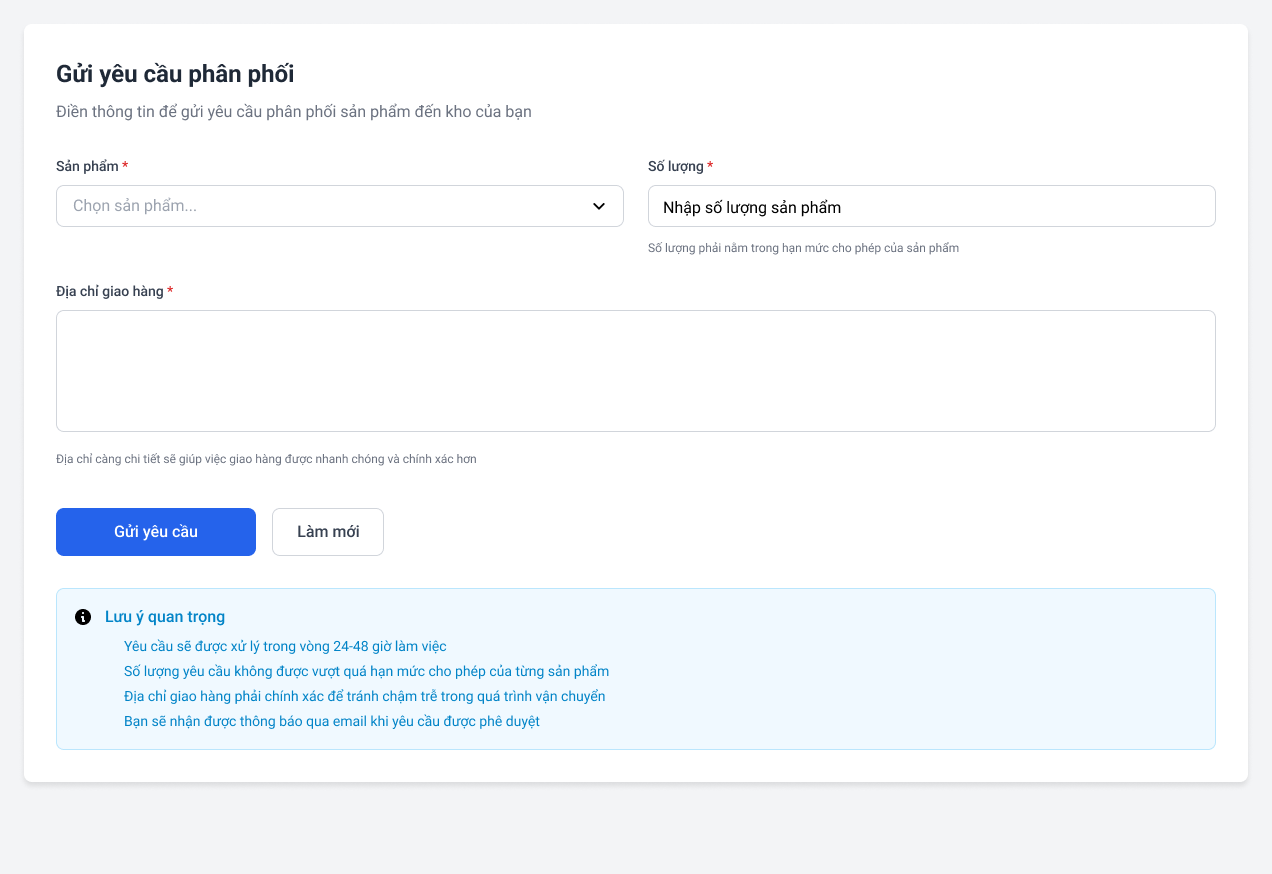 Gửi yêu cầu phân phối
Điền thông tin để gửi yêu cầu phân phối sản phẩm đến kho của bạn
Sản phẩm *
Số lượng *
Chọn sản phẩm...
Nhập số lượng sản phẩm
Số lượng phải nằm trong hạn mức cho phép của sản phẩm
Địa chỉ giao hàng *
Địa chỉ càng chi tiết sẽ giúp việc giao hàng được nhanh chóng và chính xác hơn
Gửi yêu cầu
Làm mới
Lưu ý quan trọng
Yêu cầu sẽ được xử lý trong vòng 24-48 giờ làm việc
Số lượng yêu cầu không được vượt quá hạn mức cho phép của từng sản phẩm
Địa chỉ giao hàng phải chính xác để tránh chậm trễ trong quá trình vận chuyển
Bạn sẽ nhận được thông báo qua email khi yêu cầu được phê duyệt